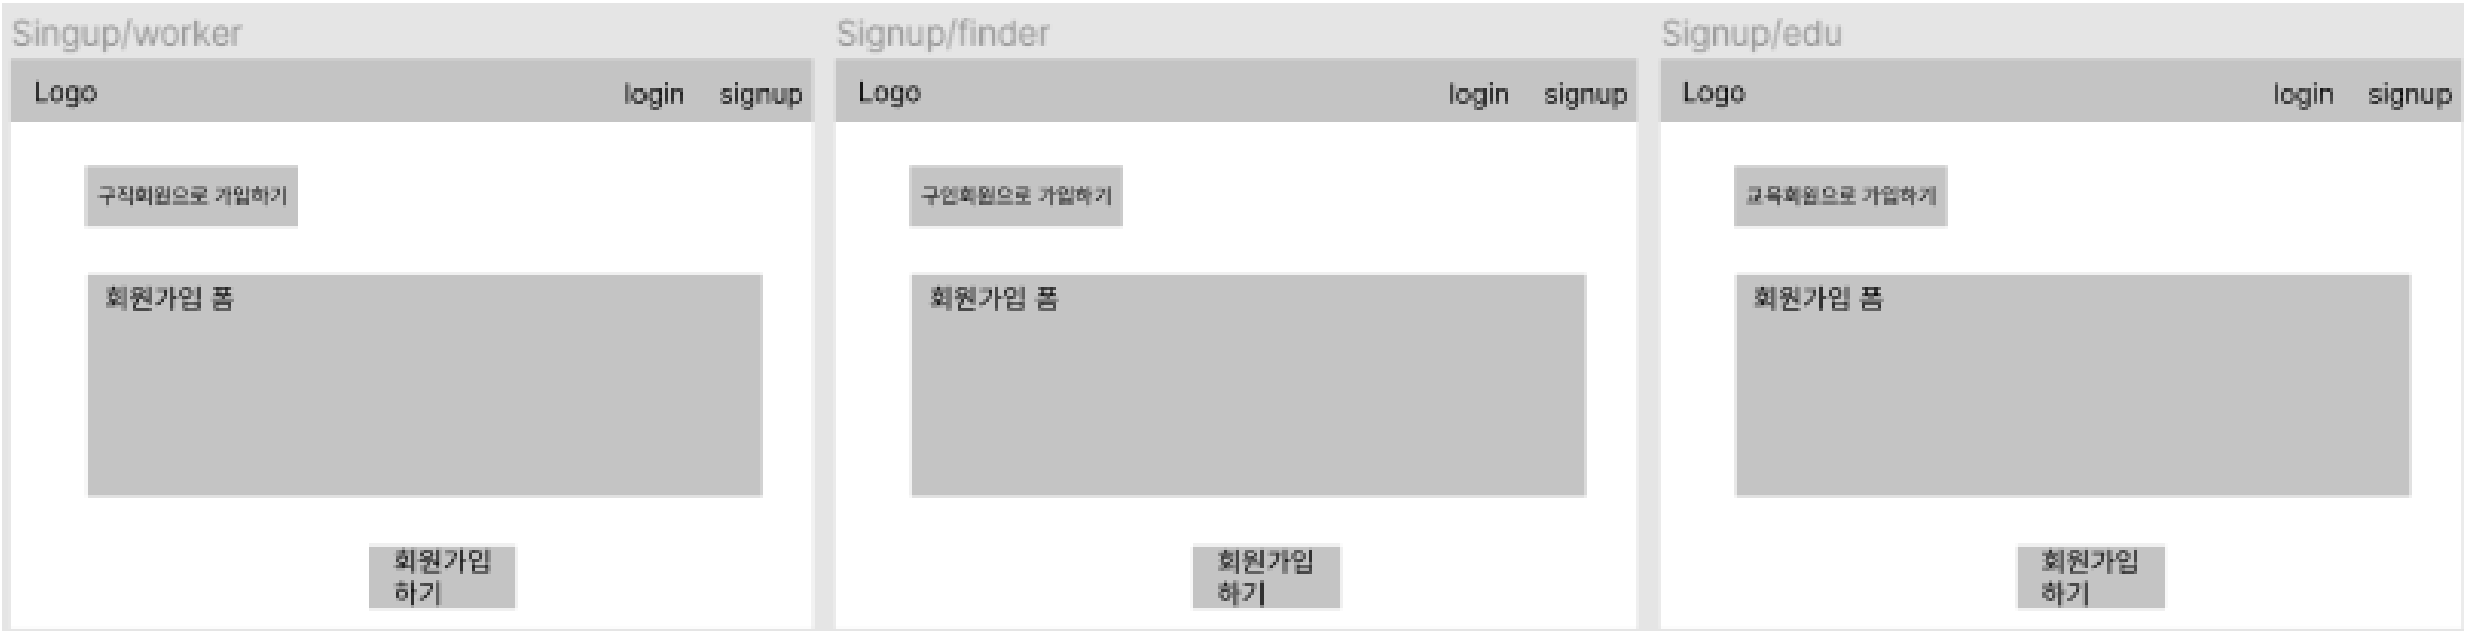 Singup/worker
Logo login signup
구직회원으로 가입하기
회원가입 폼
회원가입
하기
Signup/finder
Logo login signup
구인회원으로 가입하기
회원가입 폼
회원가입
하기
Signup/edu
Logo login signup
교육회원으로 가입하기
회원가입 폼
회원가입
하기